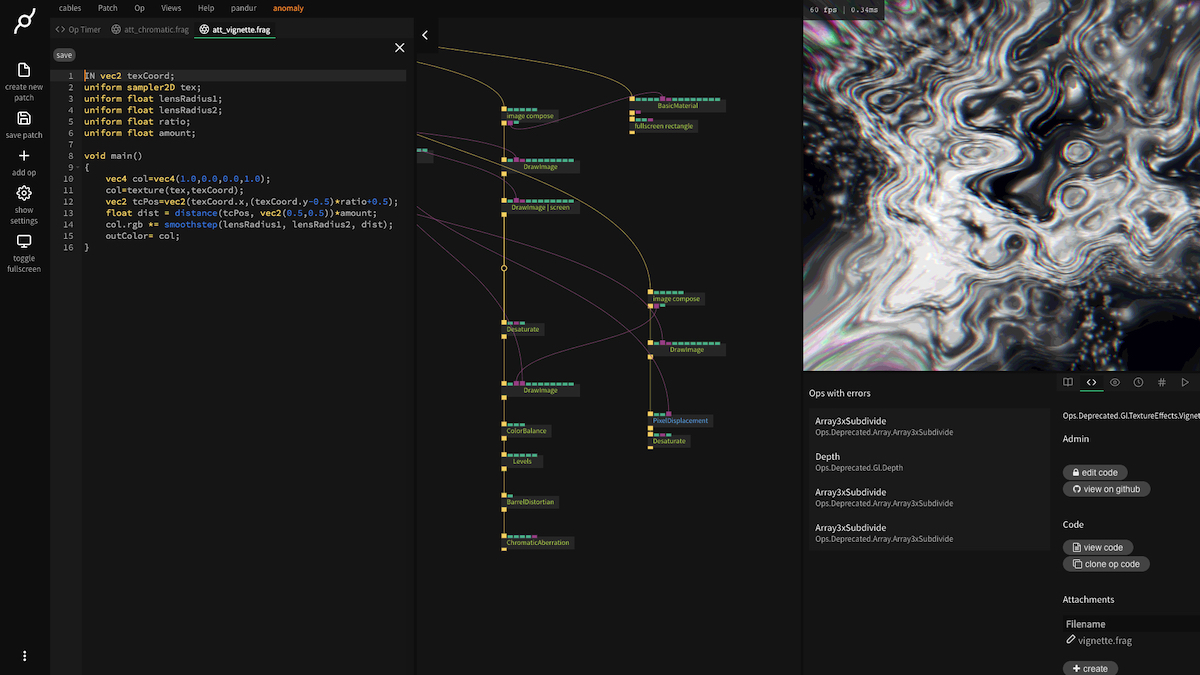 cables Patch Op Views Help pandur anomaly
<> Op Timer att_chromatic.frag att_vignette.frag
save
create new patch
save patch
add op
show settings
toggle fullscreen
1 IN vec2 texCoord;
2 uniform sampler2D tex;
3 uniform float lensRadius1;
4 uniform float lensRadius2;
5 uniform float ratio;
6 uniform float amount;
7
8 void main()
9 {
10 vec4 col=vec4(1.0,0.0,0.0,1.0);
11 col=texture(tex,texCoord);
12 vec2 tcPos=vec2(texCoord.x,(texCoord.y-0.5)*ratio+0.5);
13 float dist = distance(tcPos, vec2(0.5,0.5))*amount;
14 col.rgb *= smoothstep(lensRadius1, lensRadius2, dist);
15 outColor= col;
16 }
image compose
DrawImage
DrawImage | screen
Desaturate
DrawImage
ColorBalance
Levels
BarrelDistortian
ChromaticAberration
BasicMaterial
fullscreen rectangle
image compose
DrawImage
PixelDisplacement
Desaturate
60 fps | 0.34ms
Ops with errors
Array3xSubdivide
Ops.Deprecated.Array.Array3xSubdivide
Depth
Ops.Deprecated.Gl.Depth
Array3xSubdivide
Ops.Deprecated.Array.Array3xSubdivide
Array3xSubdivide
Ops.Deprecated.Array.Array3xSubdivide
<> #
Ops.Deprecated.Gl.TextureEffects.Vignet
Admin
edit code
view on github
Code
view code
clone op code
Attachments
Filename
vignette.frag
+ create